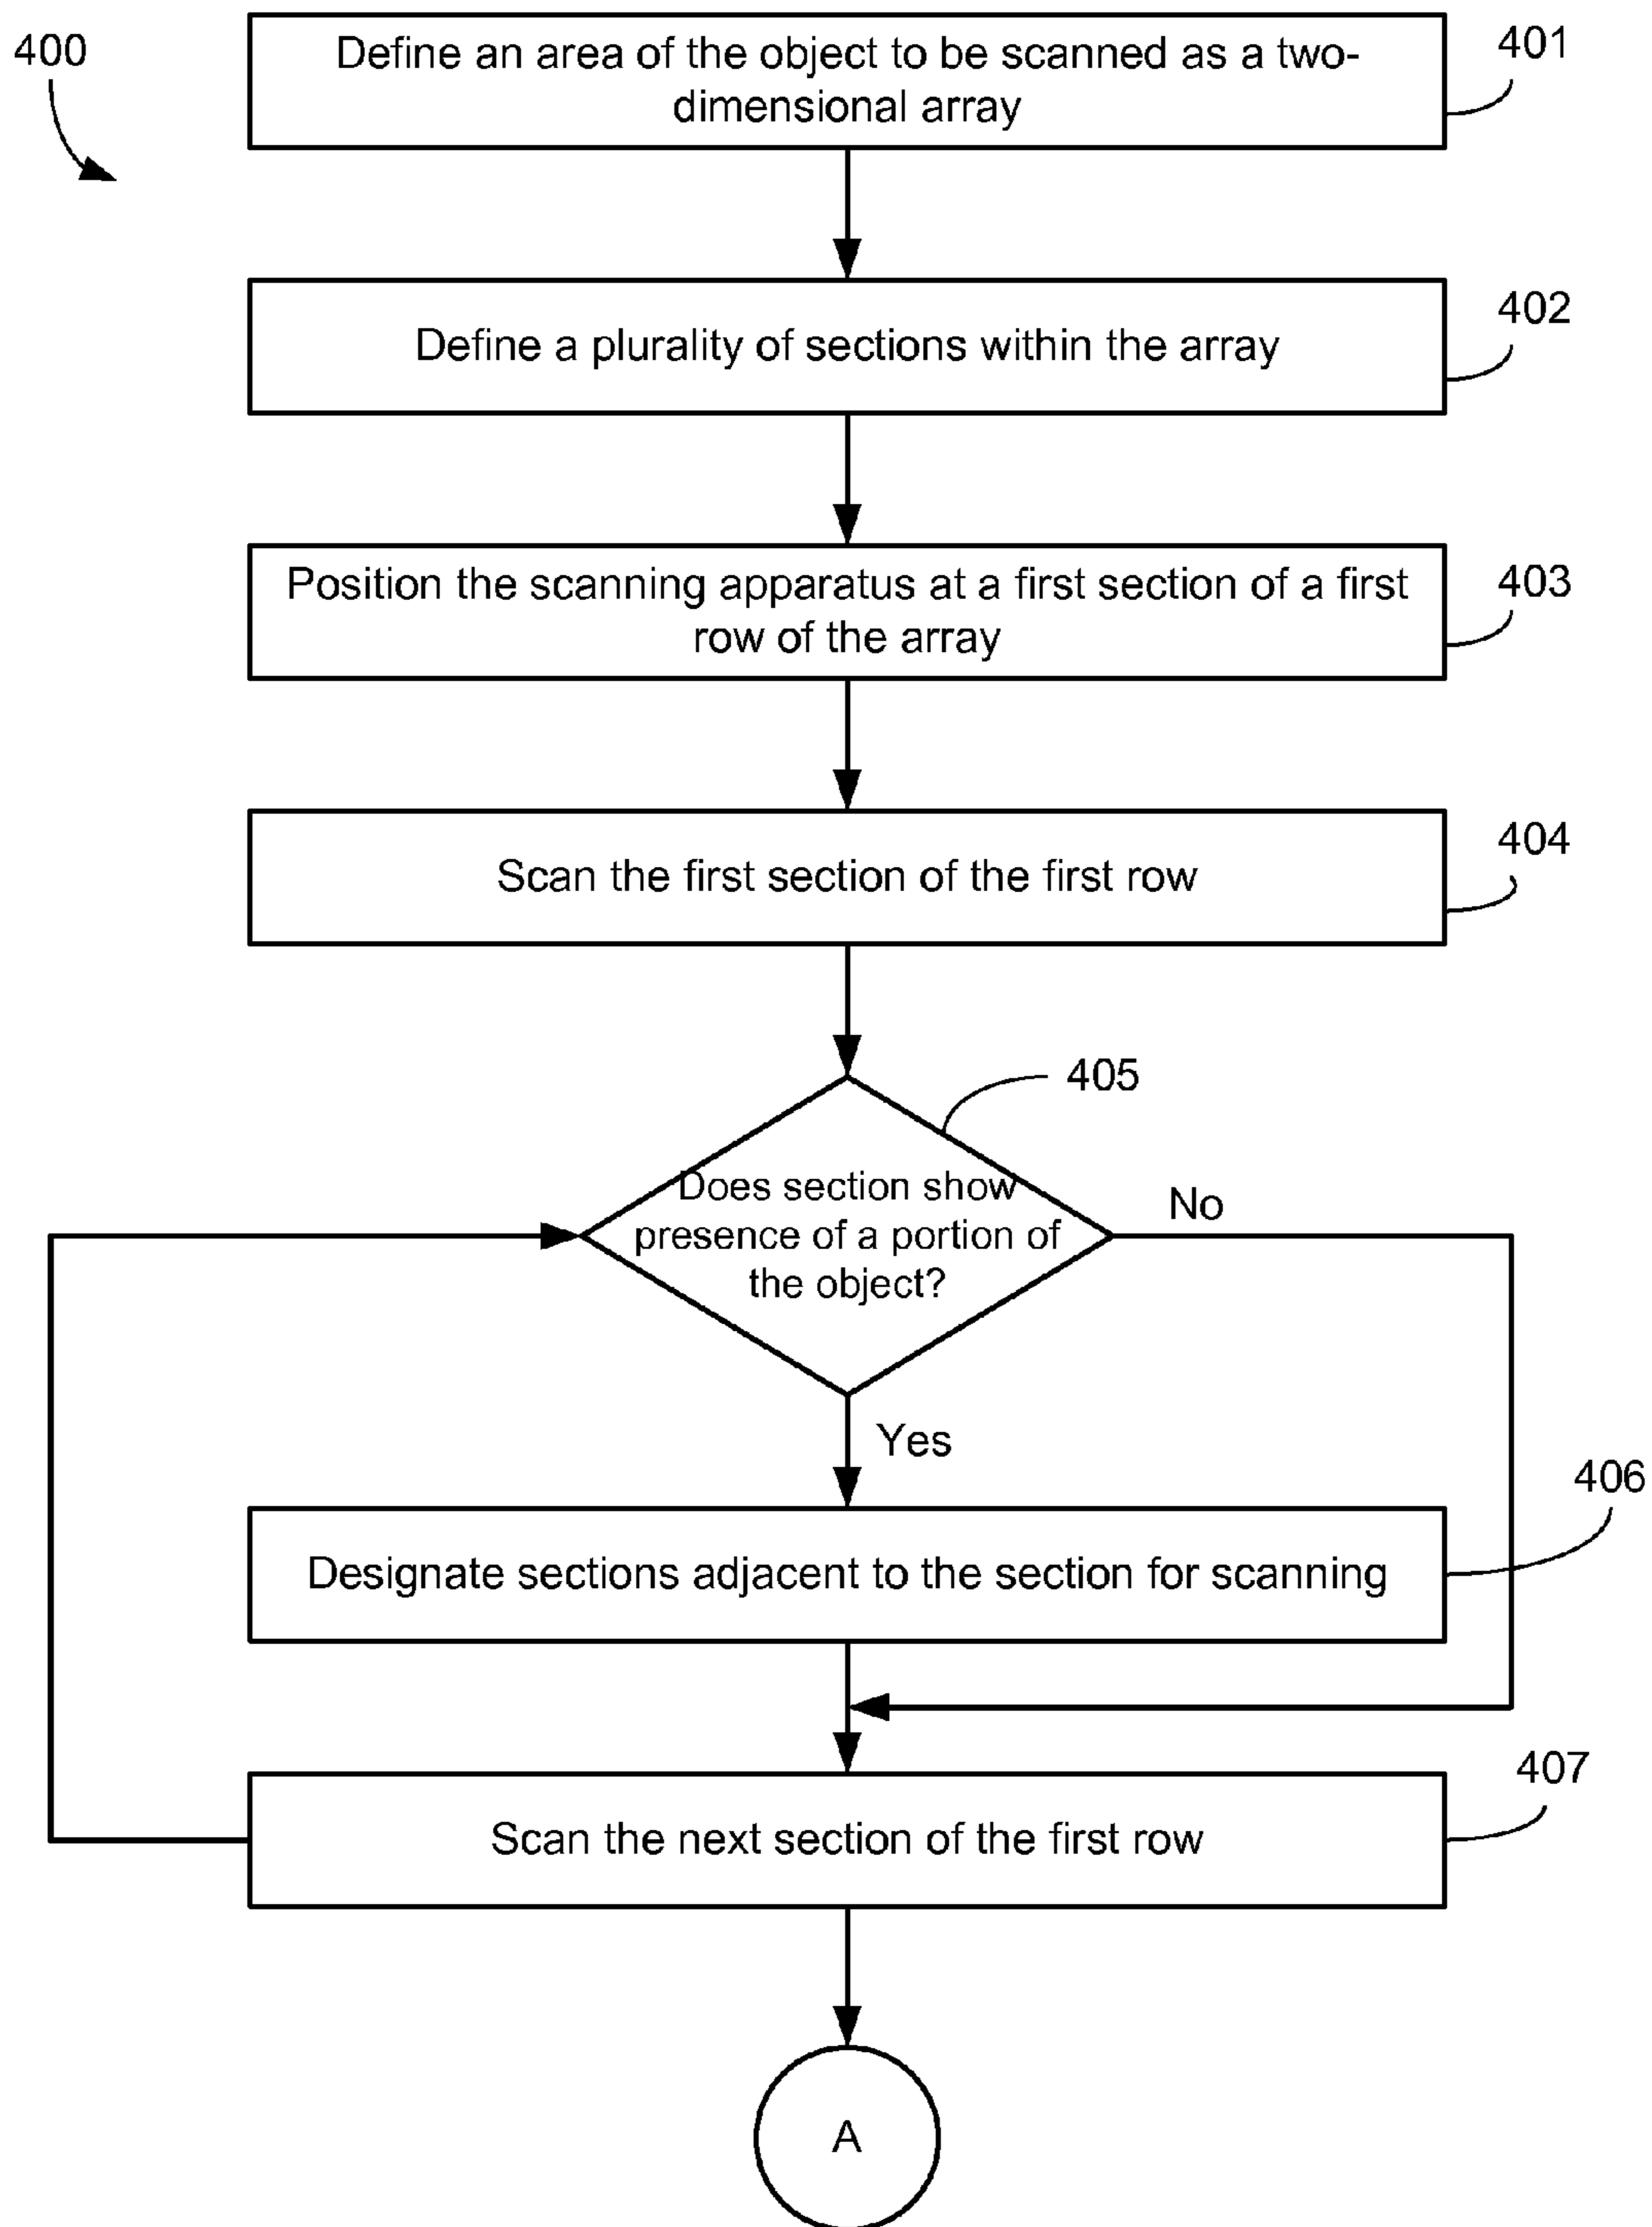 400
Define an area of the object to be scanned as a two-
dimensional array
401
Define a plurality of sections within the array
402
Position the scanning apparatus at a first section of a first
row of the array
403
Scan the first section of the first row
404
405
Does section show
presence of a portion of
the object?
No
Yes
Designate sections adjacent to the section for scanning
406
Scan the next section of the first row
407
A